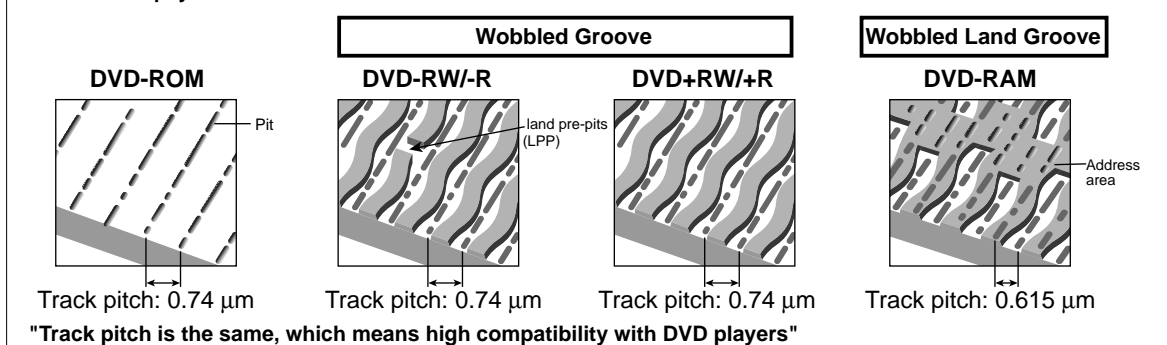 Wobbled Groove
Wobbled Land Groove
DVD-ROM
DVD-RW/-R
DVD+RW/+R
DVD-RAM
Pit
land pre-pits
(LPP)
Address
area
Track pitch: 0.74 μm
Track pitch: 0.74 μm
Track pitch: 0.74 μm
Track pitch: 0.615 μm
"Track pitch is the same, which means high compatibility with DVD players"